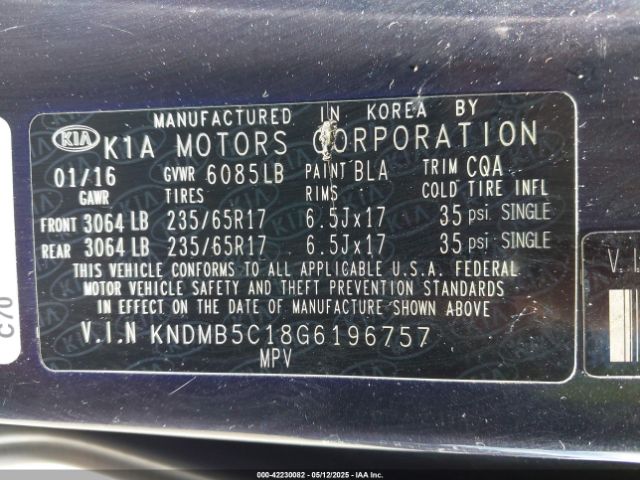 MANUFACTURED IN KOREA BY
KIA KIA MOTORS CORPORATION
01/16 GVWR 6085LB PAINT BLA TRIM CQA
GAWR TIRES RIMS COLD TIRE INFL
FRONT 3064 LB 235/65R17 6.5Jx17 35 psi SINGLE
REAR 3064 LB 235/65R17 6.5Jx17 35 psi SINGLE
THIS VEHICLE CONFORMS TO ALL APPLICABLE U.S.A. FEDERAL
MOTOR VEHICLE SAFETY AND THEFT PREVENTION STANDARDS
IN EFFECT ON THE DATE OF MANUFACTURE SHOWN ABOVE
V.I.N KNDMB5C18G6196757
MPV
C70
V.I
000-42230082 - 05/12/2025 - IAA Inc.